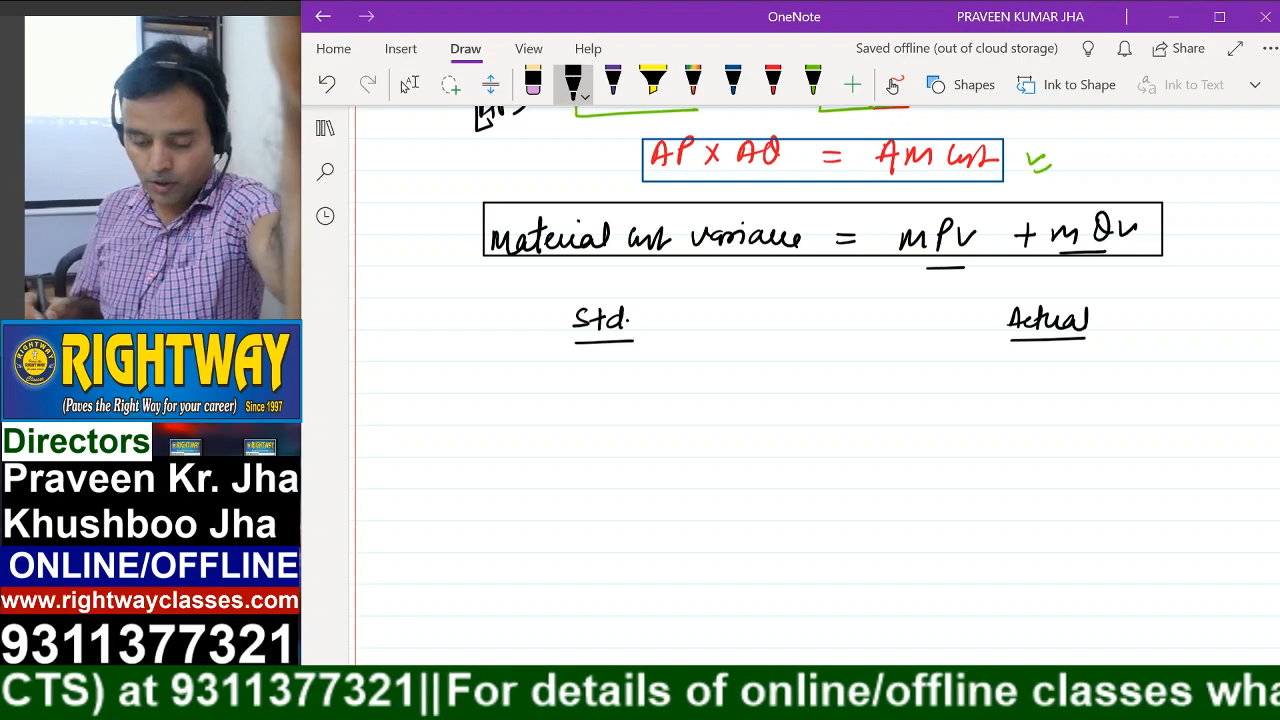 OneNote
PRAVEEN KUMAR JHA
Home Insert Draw View Help
Saved offline (out of cloud storage)
Share
Shapes
Ink to Shape
Ink to Text
AP x AQ = AM Cost
Material cost variance = MPV + MQV
Std.
Actual
RIGHTWAY
(Paves the Right Way for your career) Since 1997
Directors
Praveen Kr. Jha
Khushboo Jha
ONLINE/OFFLINE
www.rightwayclasses.com
9311377321
CTS) at 9311377321||For details of online/offline classes wha